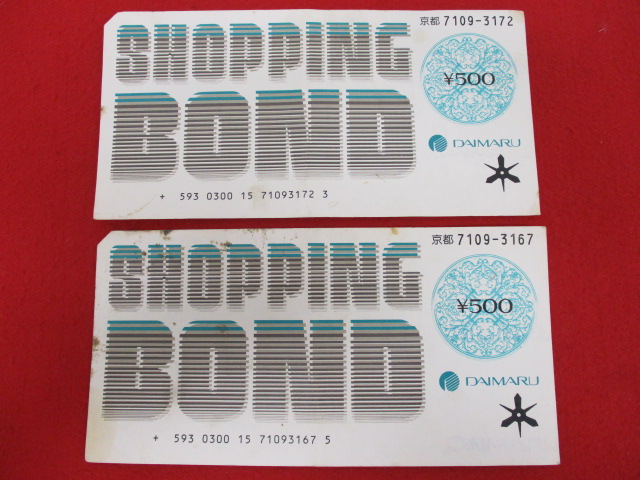 SHOPPING
BOND
京都 7109-3172
¥500
DAIMARU
+ 593 0300 15 71093172 3
SHOPPING
BOND
京都 7109-3167
¥500
DAIMARU
+ 593 0300 15 71093167 5